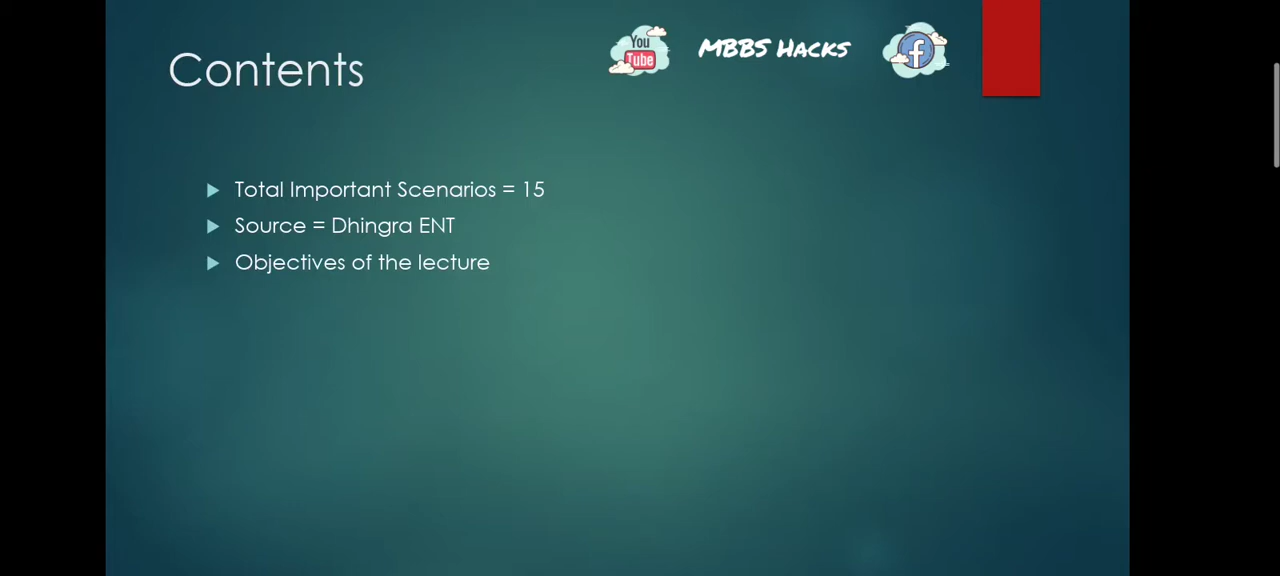 You
Tube
MBBS Hacks
f
Contents
Total Important Scenarios = 15
Source = Dhingra ENT
Objectives of the lecture